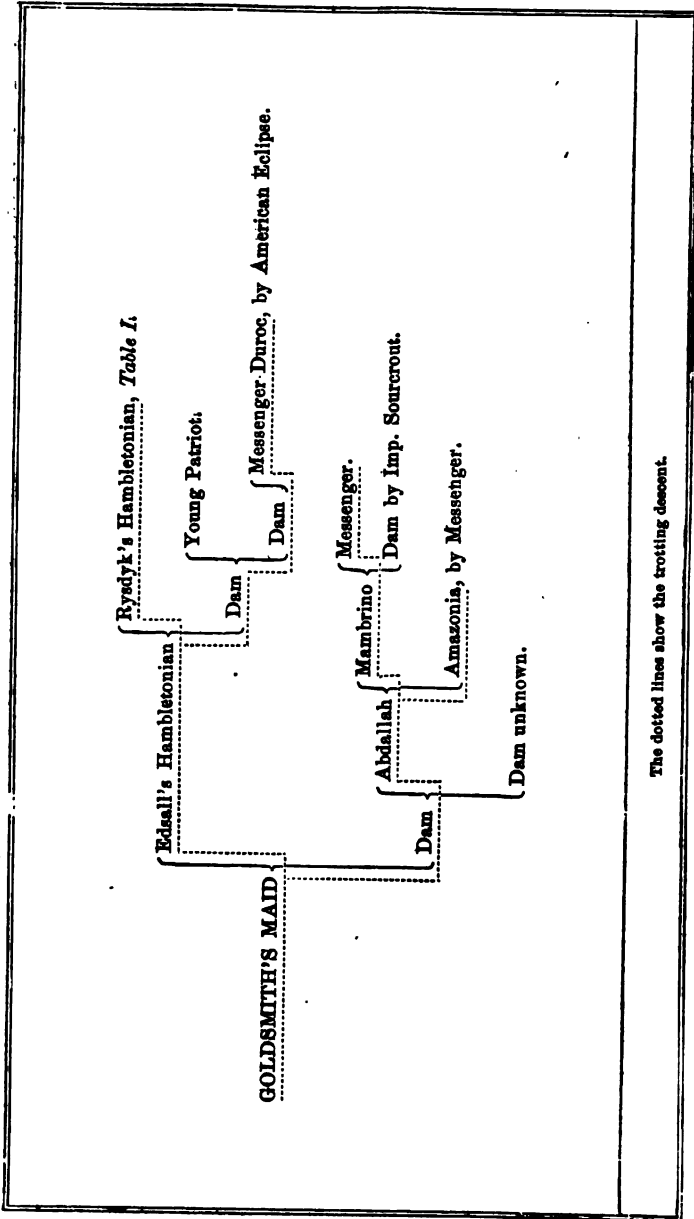 Rysdyk's Hambletonian, Table I.
Edsall's Hambletonian
Young Patriot.
Dam
Dam
Messenger Duroc, by American Eclipse.
GOLDSMITH'S MAID
Messenger.
Mambrino
Dam by Imp. Sourcrout.
Abdallah
Amazonia, by Messenger.
Dam
Dam unknown.
The dotted lines show the trotting descent.